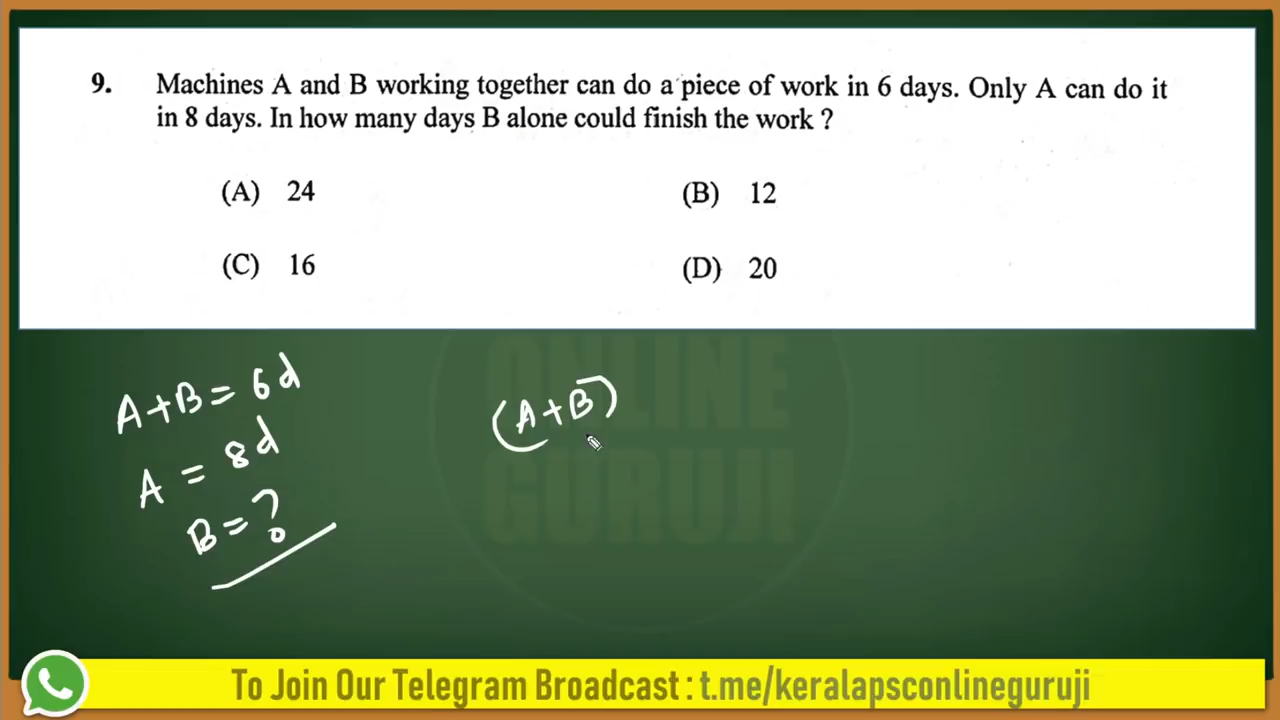 9. Machines A and B working together can do a piece of work in 6 days. Only A can do it
in 8 days. In how many days B alone could finish the work ?
(A) 24 (B) 12
(C) 16 (D) 20
A+B = 6d
A = 8d
B = ?
(A+B)
ONLINE
GURUJI
To Join Our Telegram Broadcast : t.me/keralapsconlineguruji